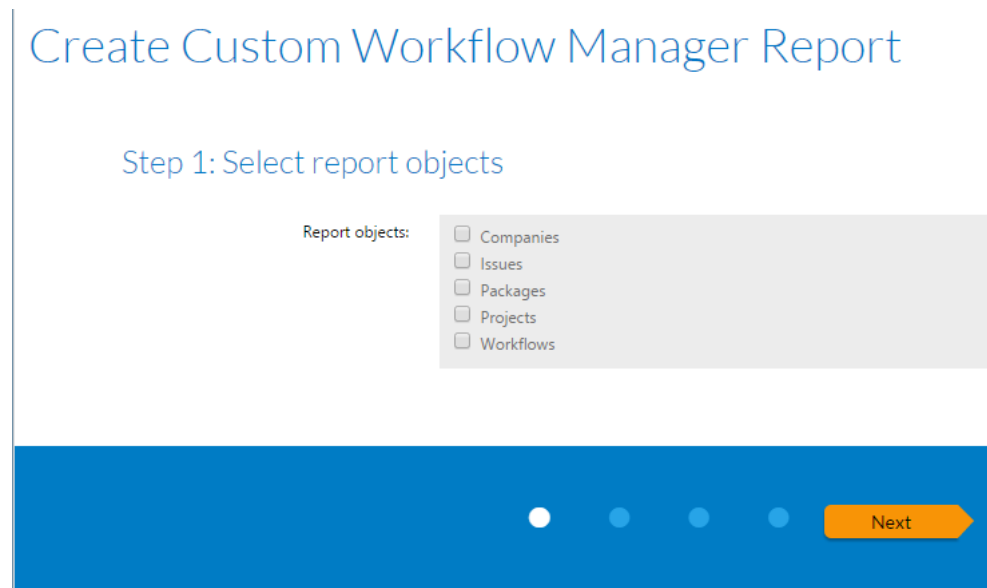 Create Custom Workflow Manager Report
Step 1: Select report objects
Report objects:
Companies
Issues
Packages
Projects
Workflows
Next